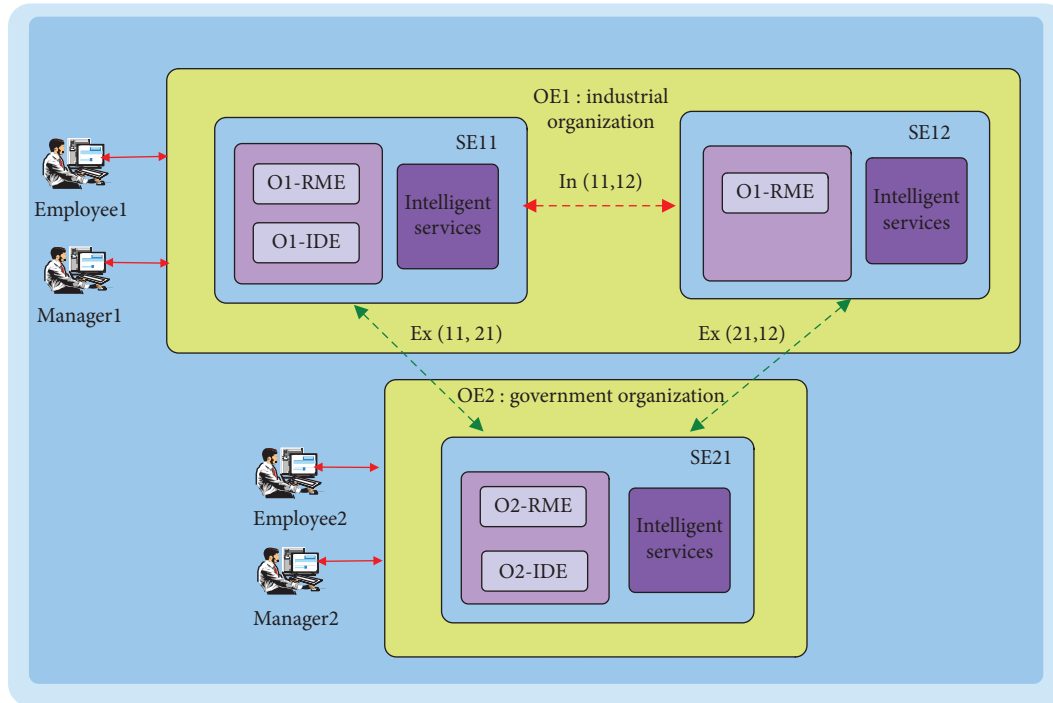 OE1 : industrial
organization
SE11
SE12
O1-RME
O1-IDE
Intelligent
services
In (11,12)
O1-RME
Intelligent
services
Employee1
Manager1
Ex (11, 21)
Ex (21,12)
OE2 : government organization
SE21
O2-RME
O2-IDE
Intelligent
services
Employee2
Manager2